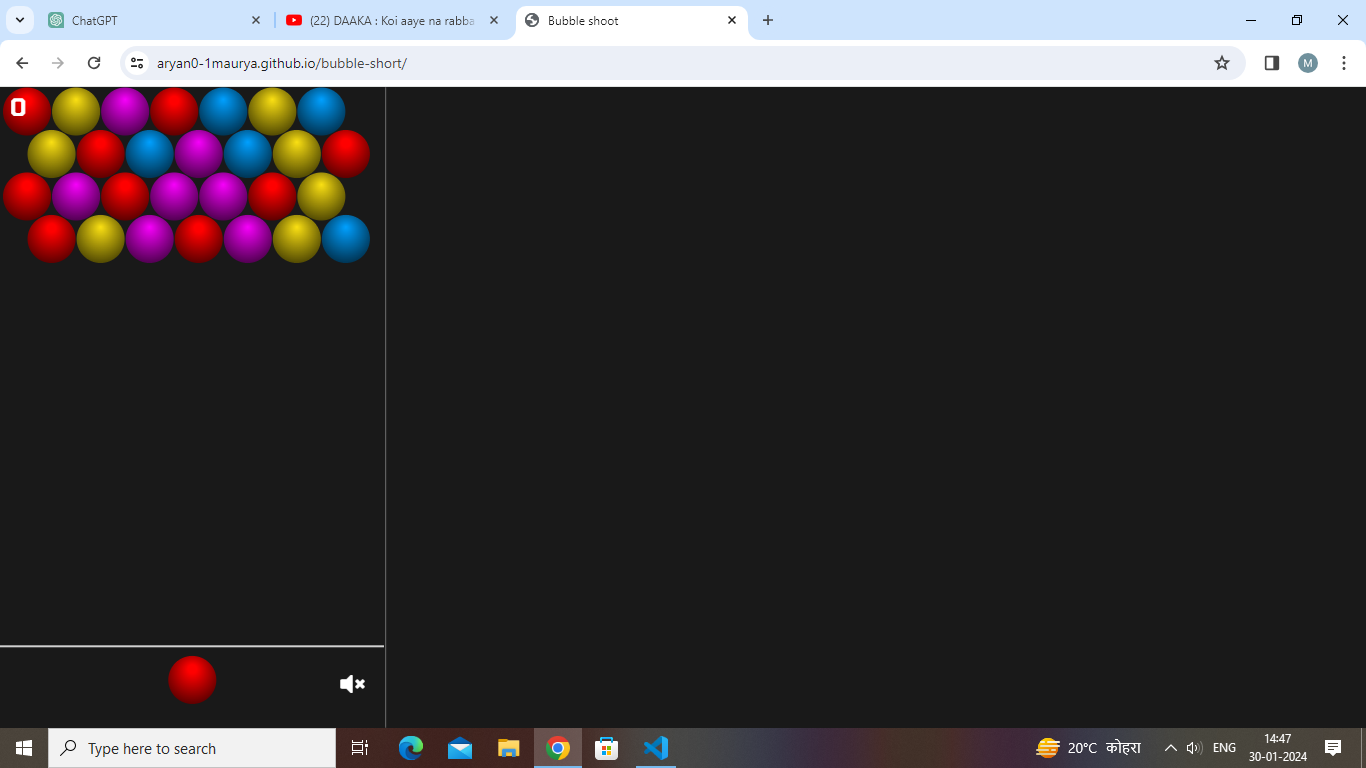 ChatGPT
(22) DAAKA : Koi aaye na rabba
Bubble shoot
aryan0-1maurya.github.io/bubble-short/
M
0
Type here to search
20°C कोहरा
ENG
14:47
30-01-2024